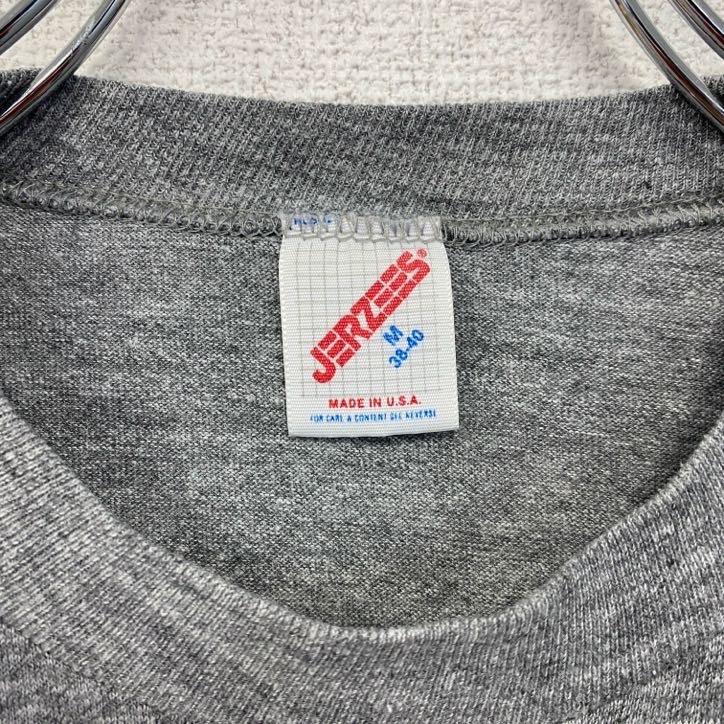 JERZEES®
M
38-40
MADE IN U.S.A.
FOR CARE & CONTENT SEE REVERSE